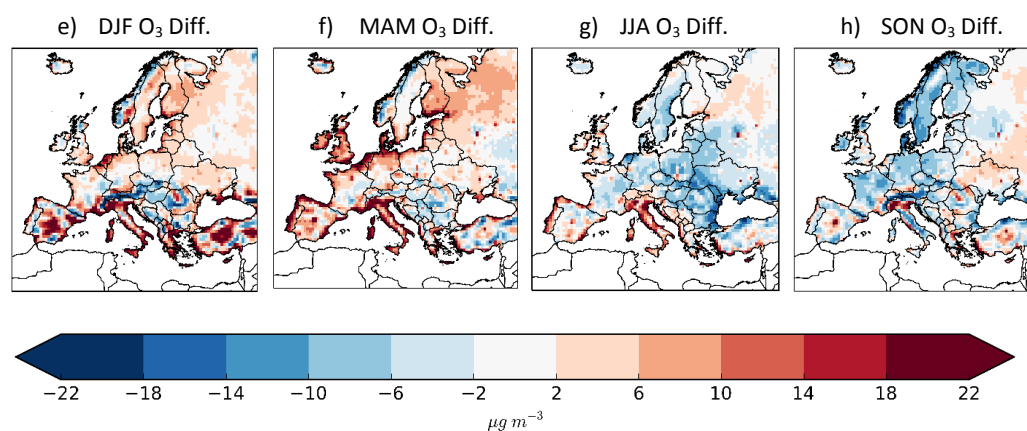 e) DJF O₃ Diff. f) MAM O₃ Diff. g) JJA O₃ Diff. h) SON O₃ Diff.
−22 −18 −14 −10 −6 −2 2 6 10 14 18 22
μg m⁻³